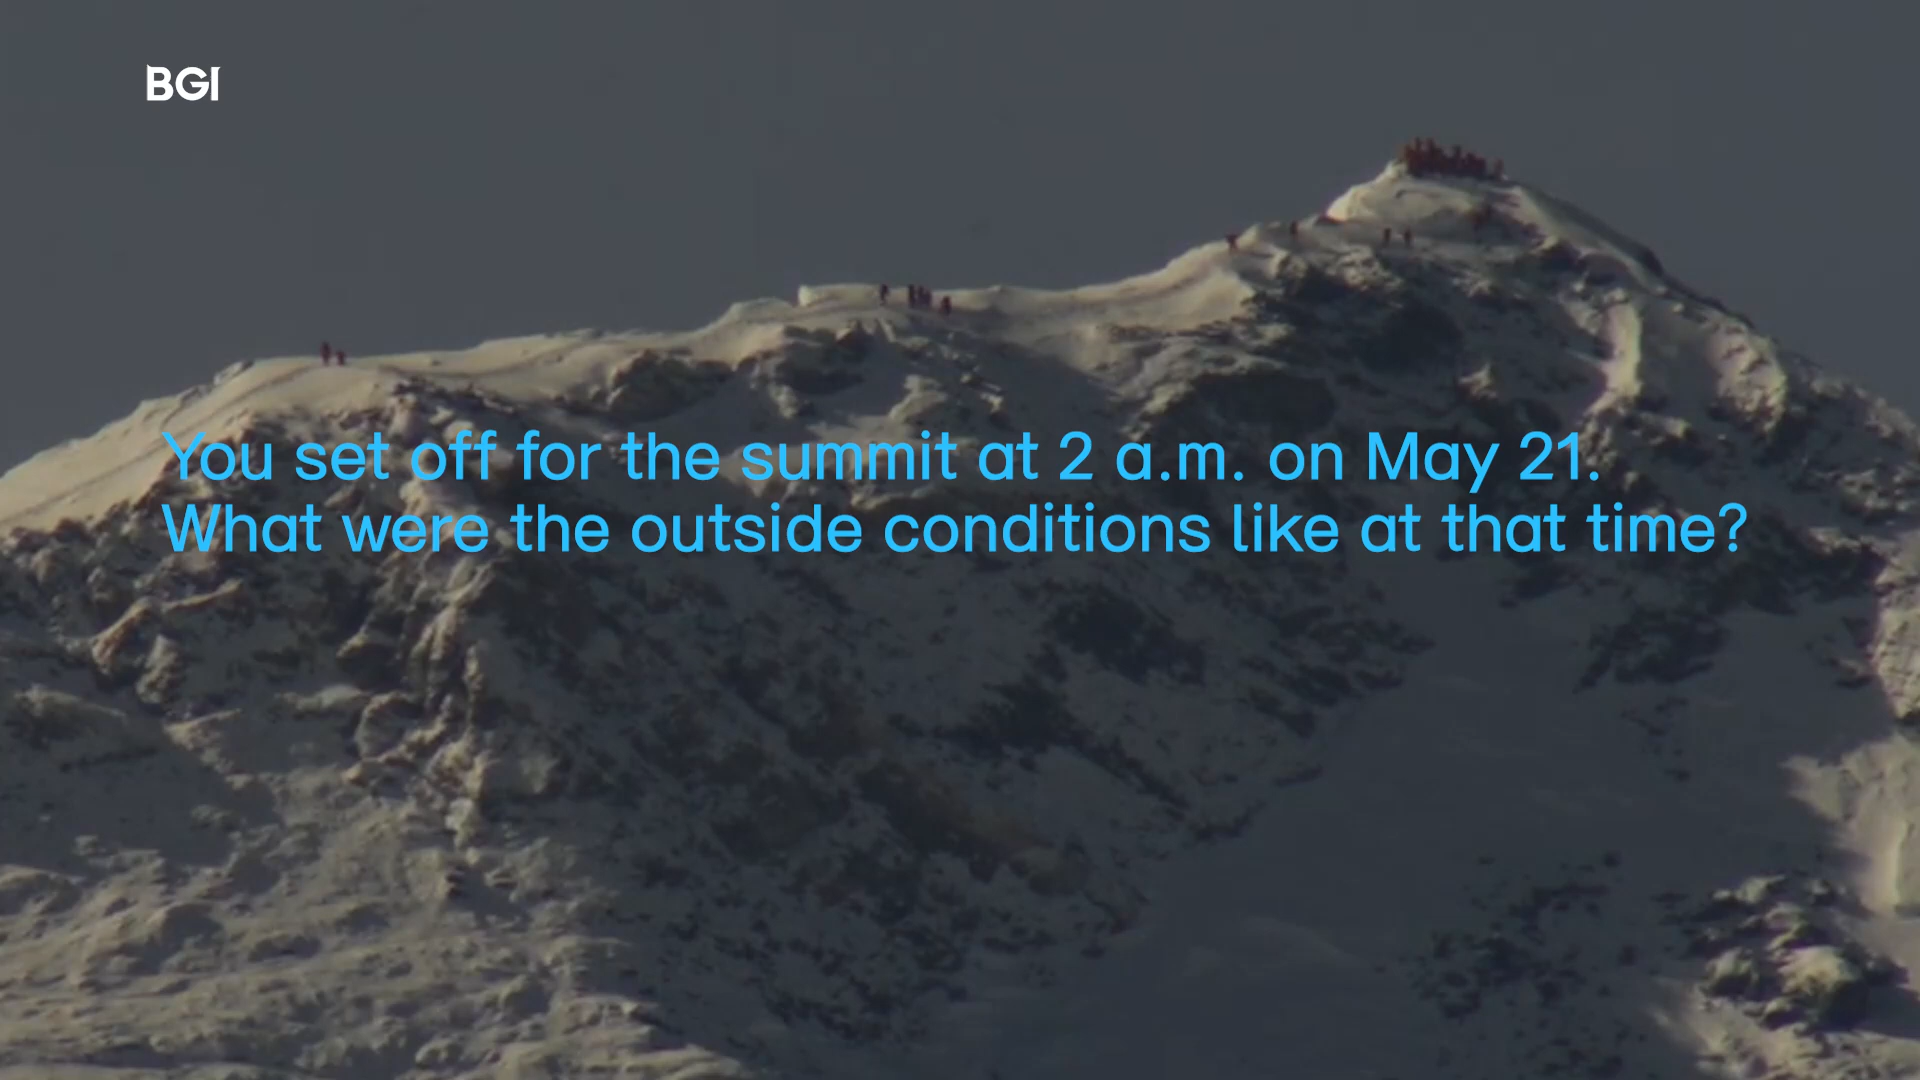 BGI
You set off for the summit at 2 a.m. on May 21.
What were the outside conditions like at that time?